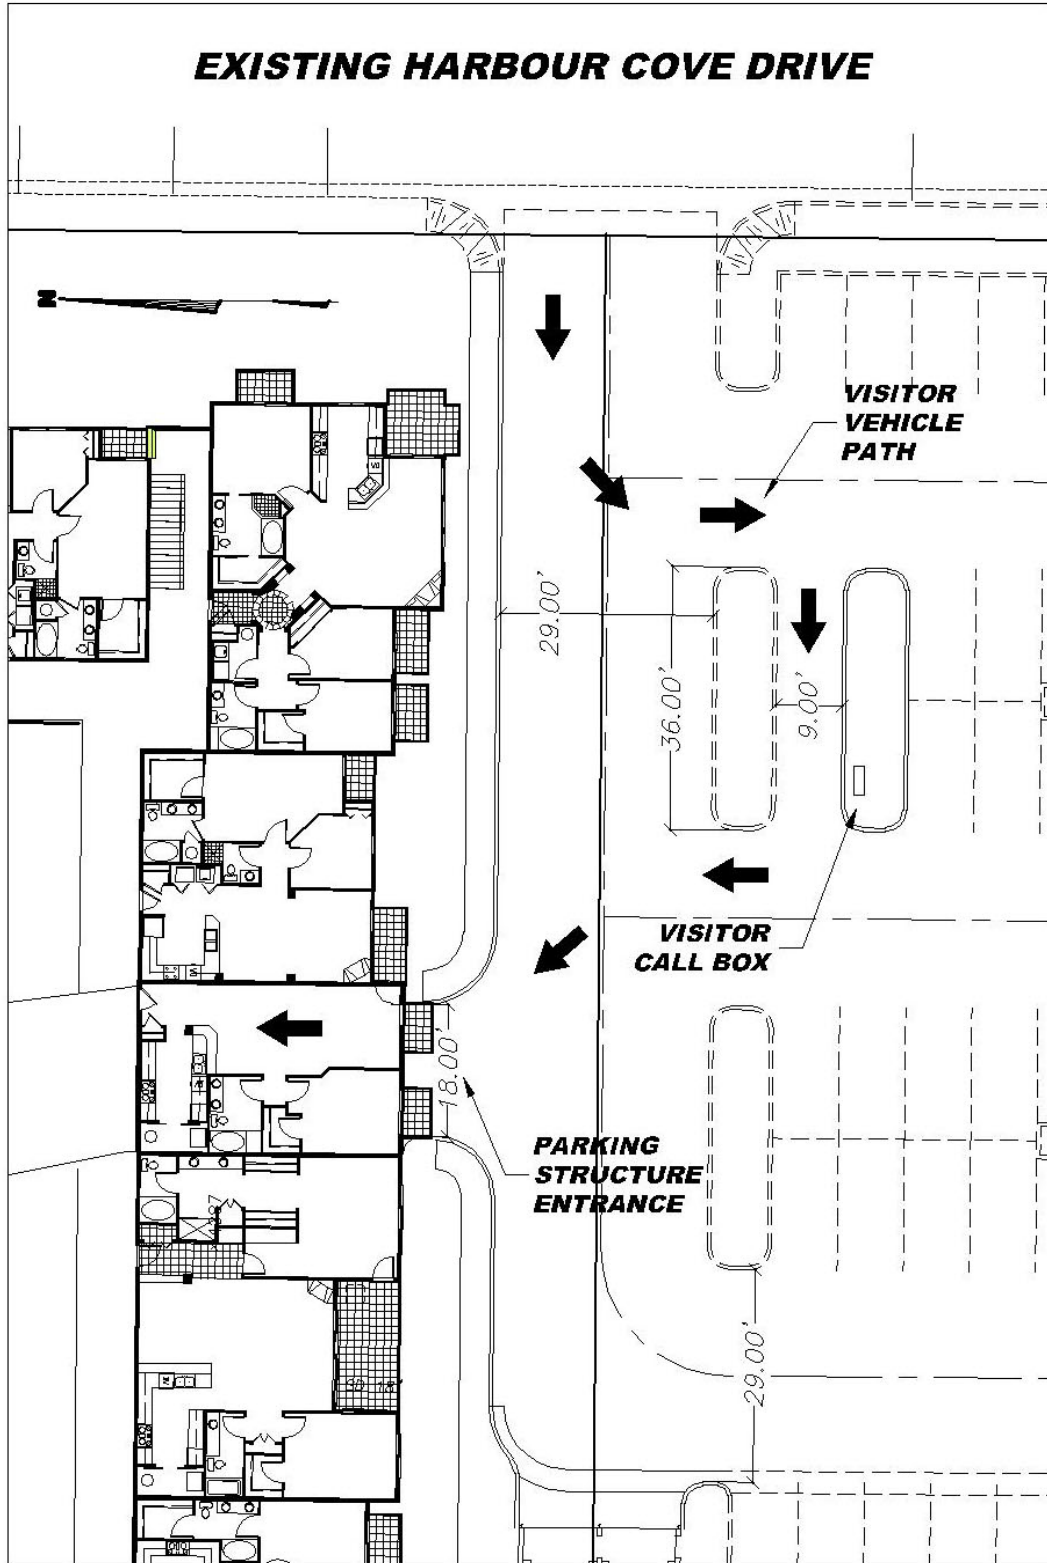 EXISTING HARBOUR COVE DRIVE
N
VISITOR
VEHICLE
PATH
29.00'
36.00'
9.00'
VISITOR
CALL BOX
18.00'
PARKING
STRUCTURE
ENTRANCE
29.00'